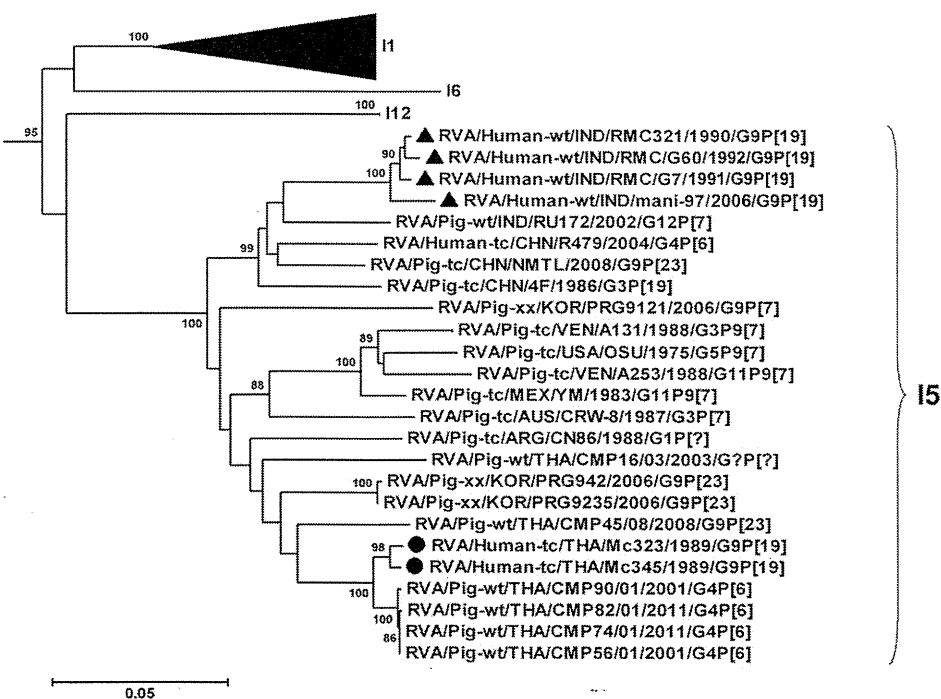 100
I1
I6
100
I12
95
RVA/Human-wt/IND/RMC321/1990/G9P[19]
90
RVA/Human-wt/IND/RMC/G60/1992/G9P[19]
100
RVA/Human-wt/IND/RMC/G7/1991/G9P[19]
RVA/Human-wt/IND/mani-97/2006/G9P[19]
RVA/Pig-wt/IND/RU172/2002/G12P[7]
99
RVA/Human-tc/CHN/R479/2004/G4P[6]
RVA/Pig-tc/CHN/NMTL/2008/G9P[23]
RVA/Pig-tc/CHN/4F/1986/G3P[19]
100
RVA/Pig-xx/KOR/PRG9121/2006/G9P[7]
RVA/Pig-tc/VEN/A131/1988/G3P9[7]
89
RVA/Pig-tc/USA/OSU/1975/G5P9[7]
100
RVA/Pig-tc/VEN/A253/1988/G11P9[7]
88
RVA/Pig-tc/MEX/YM/1983/G11P9[7]
I5
RVA/Pig-tc/AUS/CRW-8/1987/G3P[7]
RVA/Pig-tc/ARG/CN86/1988/G1P[?]
RVA/Pig-wt/THA/CMP16/03/2003/G?P[?]
100
RVA/Pig-xx/KOR/PRG942/2006/G9P[23]
RVA/Pig-xx/KOR/PRG9235/2006/G9P[23]
RVA/Pig-wt/THA/CMP45/08/2008/G9P[23]
98
RVA/Human-tc/THA/Mc323/1989/G9P[19]
RVA/Human-tc/THA/Mc345/1989/G9P[19]
100
RVA/Pig-wt/THA/CMP90/01/2001/G4P[6]
RVA/Pig-wt/THA/CMP82/01/2011/G4P[6]
100
RVA/Pig-wt/THA/CMP74/01/2011/G4P[6]
86
RVA/Pig-wt/THA/CMP56/01/2001/G4P[6]
0.05